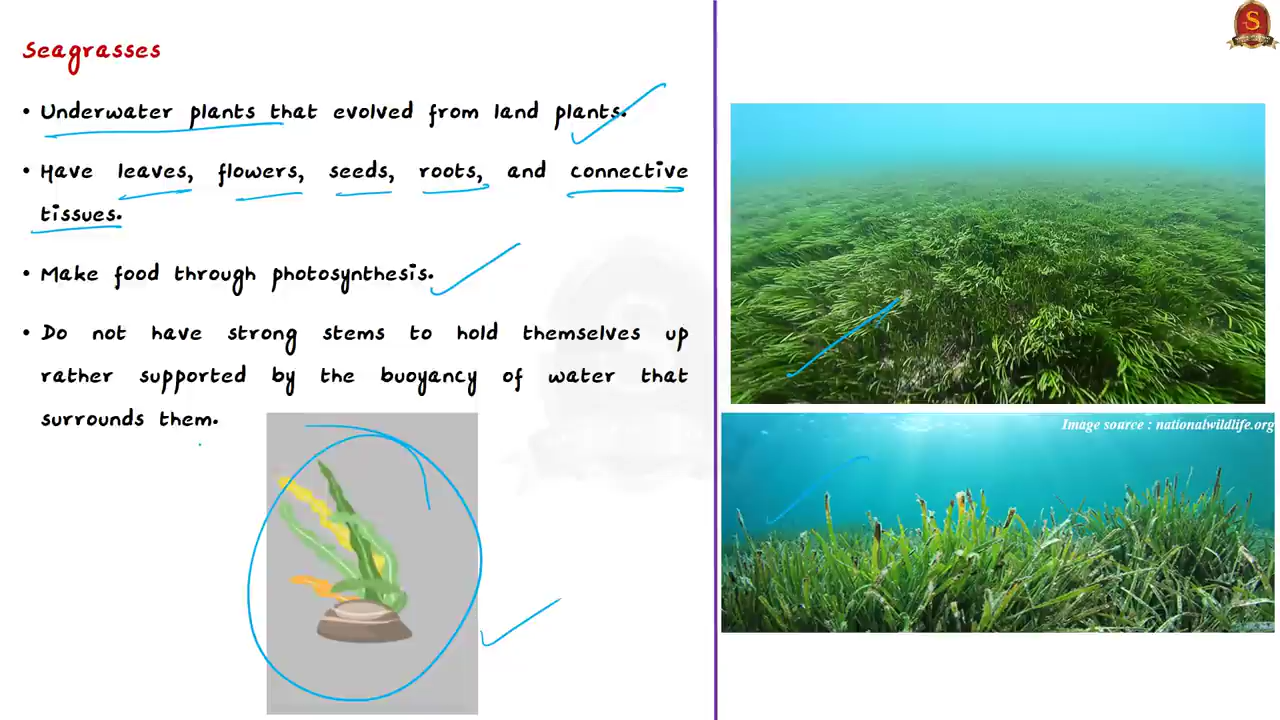 Seagrasses
• Underwater plants that evolved from land plants.
• Have leaves, flowers, seeds, roots, and connective
tissues.
• Make food through photosynthesis.
• Do not have strong stems to hold themselves up
rather supported by the buoyancy of water that
surrounds them.
Image source : nationalwildlife.org
S